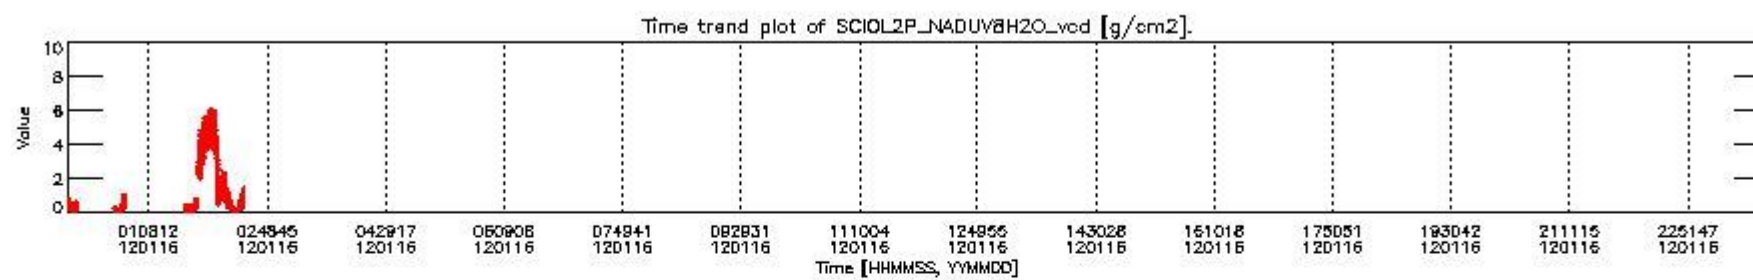 Time trend plot of SCIOL2P_NADUV8H2O_vcd [g/cm2].
10
8
6
4
2
0
Value
010812 024845 042917 060908 074941 092931 111004 124955 143028 161018 175051 193042 211115 225147
120116 120116 120116 120116 120116 120116 120116 120116 120116 120116 120116 120116 120116 120116
Time [HHMMSS, YYMMDD]